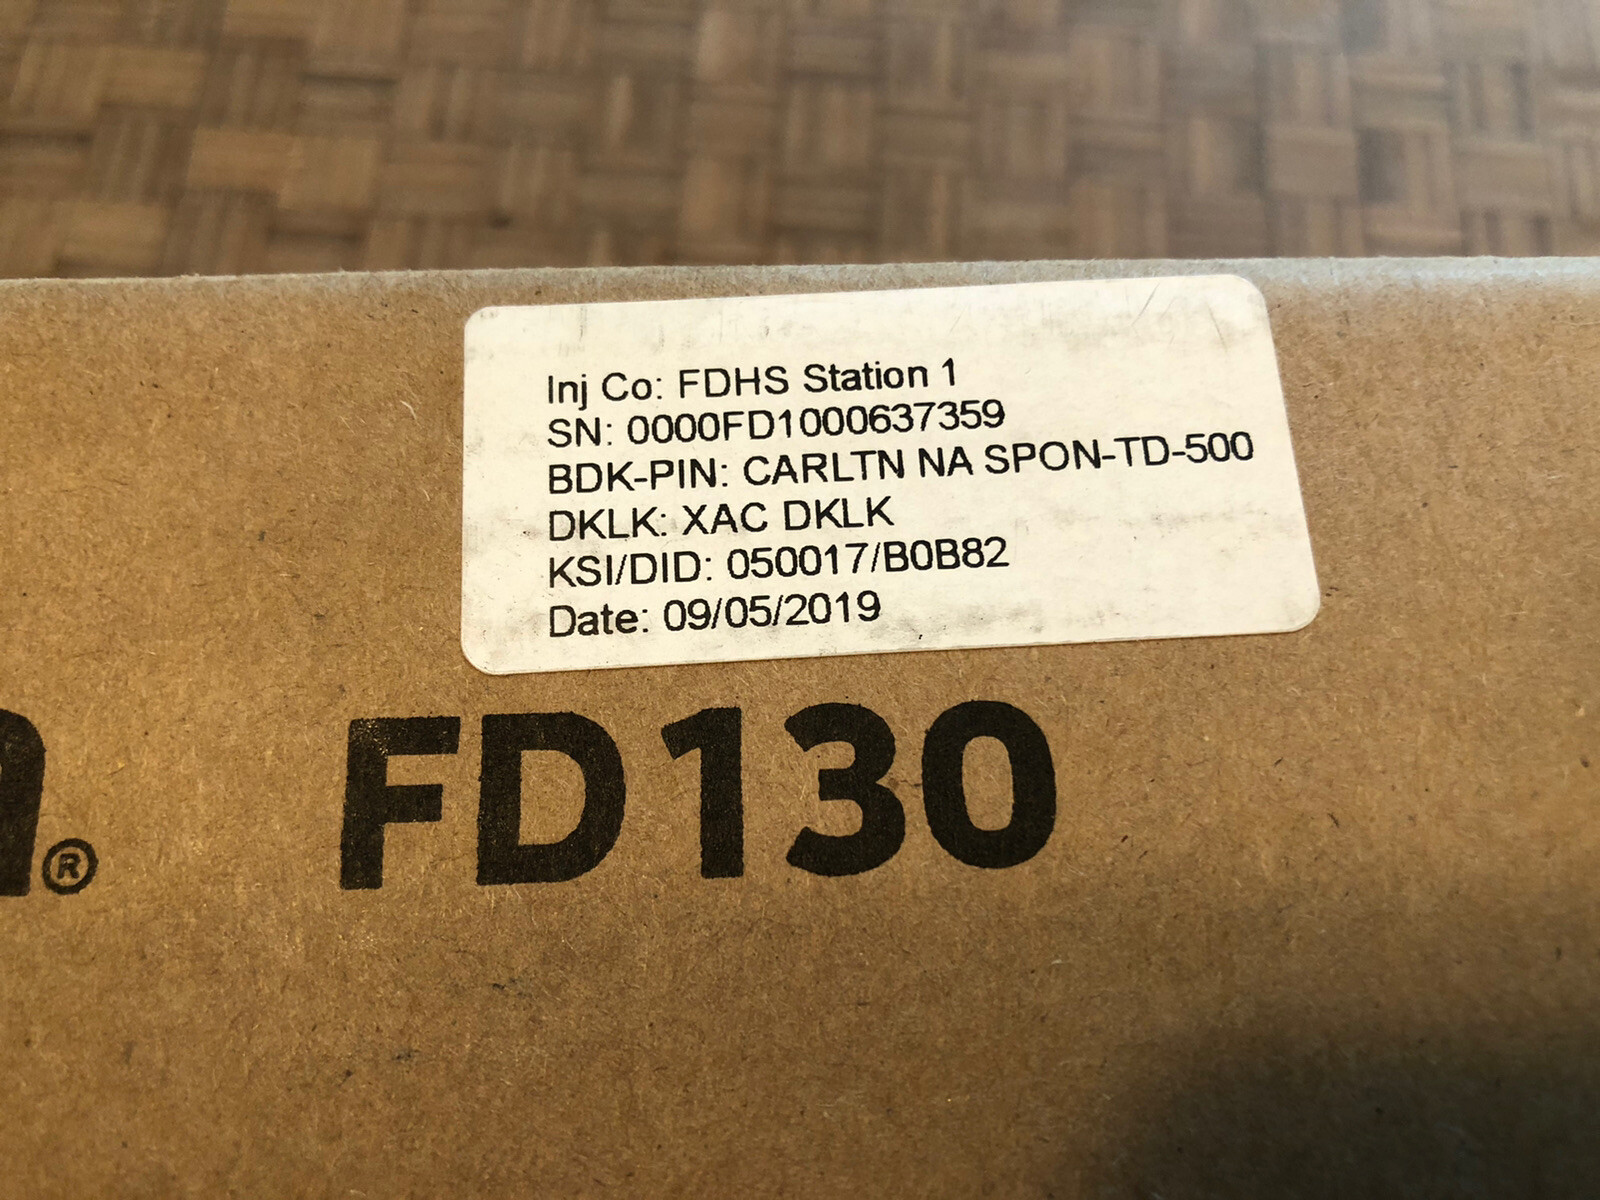 Inj Co: FDHS Station 1
SN: 0000FD1000637359
BDK-PIN: CARLTN NA SPON-TD-500
DKLK: XAC DKLK
KSI/DID: 050017/B0B82
Date: 09/05/2019
® FD130